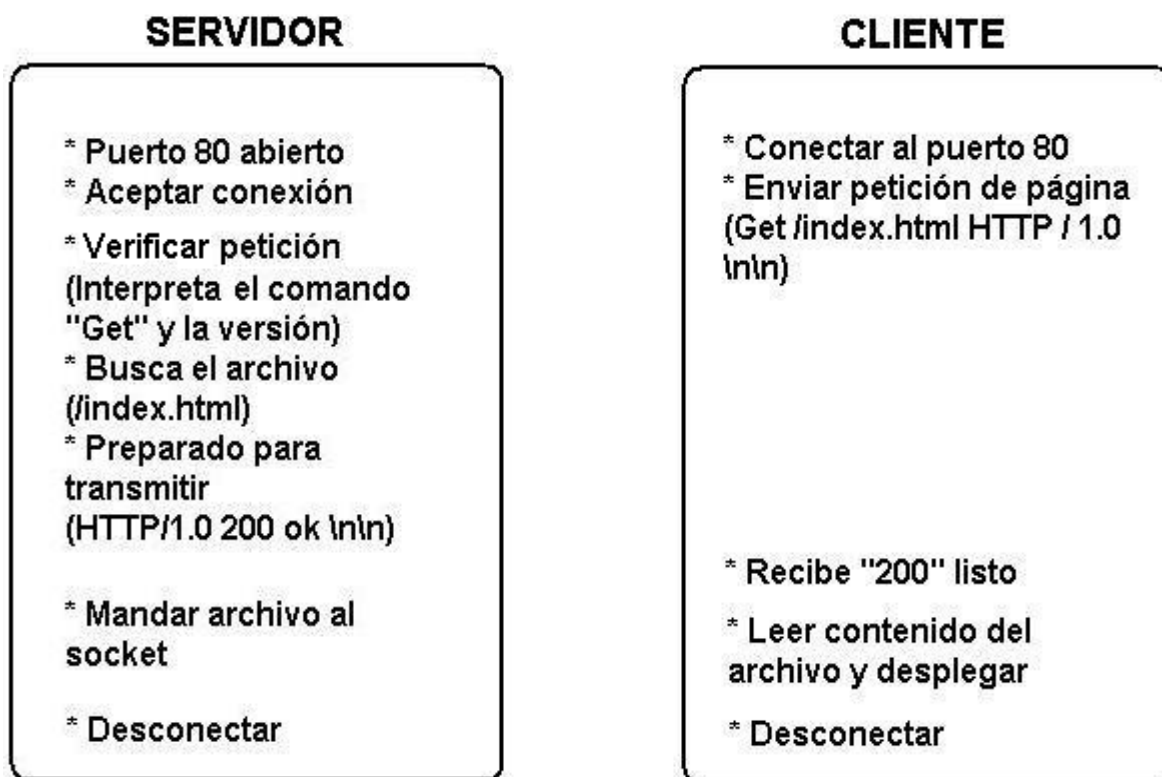 SERVIDOR
* Puerto 80 abierto
* Aceptar conexión
* Verificar petición
(Interpreta el comando
"Get" y la versión)
* Busca el archivo
(/index.html)
* Preparado para
transmitir
(HTTP/1.0 200 ok \n\n)
* Mandar archivo al
socket
* Desconectar
CLIENTE
* Conectar al puerto 80
* Enviar petición de página
(Get /index.html HTTP / 1.0
\n\n)
* Recibe "200" listo
* Leer contenido del
archivo y desplegar
* Desconectar